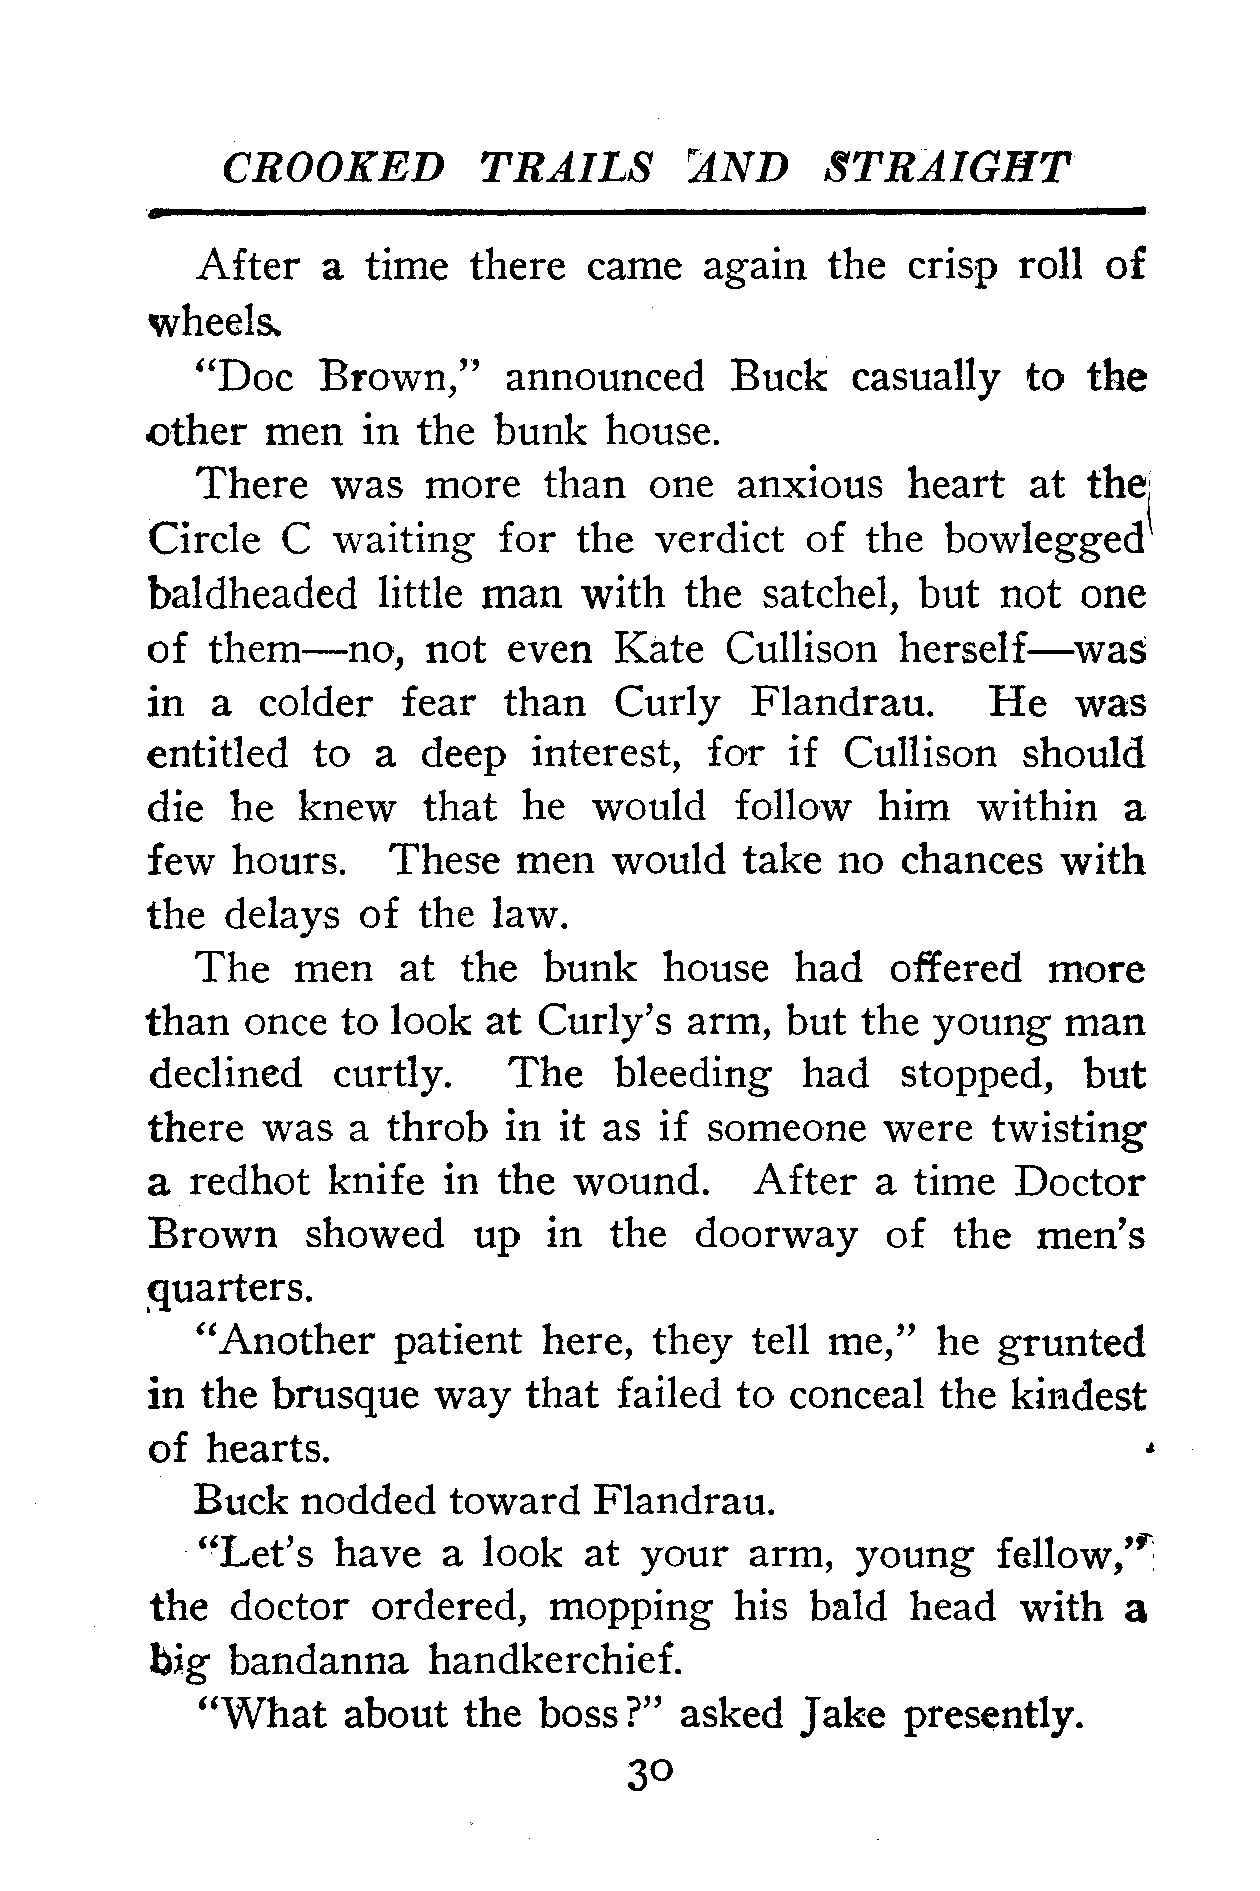 CROOKED TRAILS AND STRAIGHT
After a time there came again the crisp roll of
wheels.
“Doc Brown,” announced Buck casually to the
other men in the bunk house.
There was more than one anxious heart at the
Circle C waiting for the verdict of the bowlegged
baldheaded little man with the satchel, but not one
of them—no, not even Kate Cullison herself—was
in a colder fear than Curly Flandrau. He was
entitled to a deep interest, for if Cullison should
die he knew that he would follow him within a
few hours. These men would take no chances with
the delays of the law.
The men at the bunk house had offered more
than once to look at Curly’s arm, but the young man
declined curtly. The bleeding had stopped, but
there was a throb in it as if someone were twisting
a redhot knife in the wound. After a time Doctor
Brown showed up in the doorway of the men’s
quarters.
“Another patient here, they tell me,” he grunted
in the brusque way that failed to conceal the kindest
of hearts.
Buck nodded toward Flandrau.
“Let’s have a look at your arm, young fellow,”
the doctor ordered, mopping his bald head with a
big bandanna handkerchief.
“What about the boss?” asked Jake presently.
30